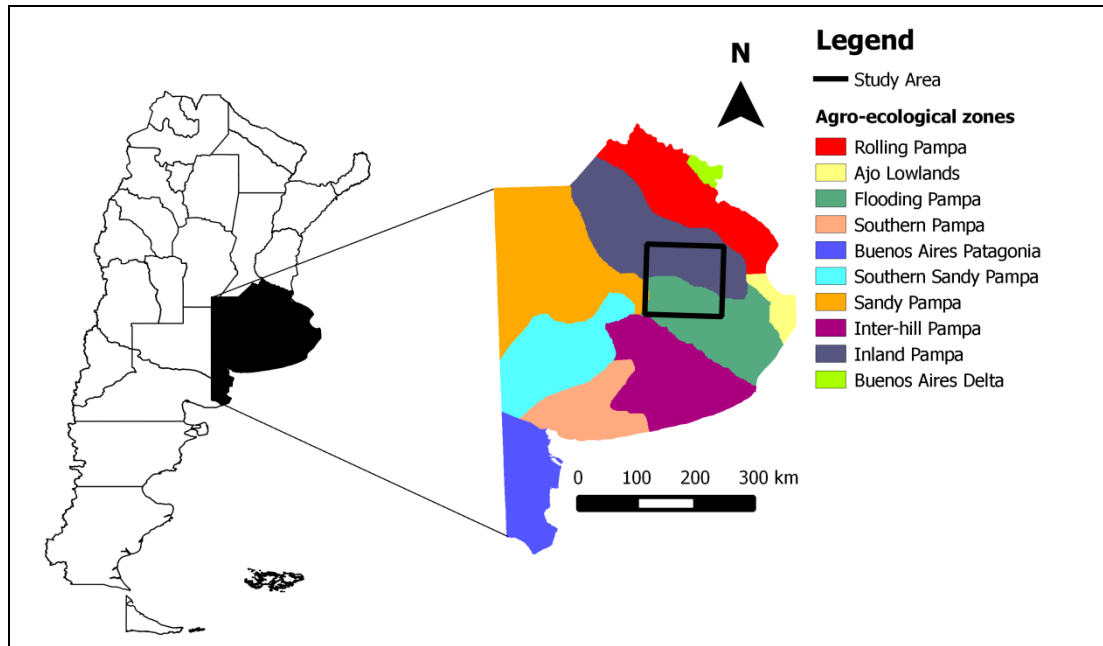 Legend
N
Study Area
Agro-ecological zones
Rolling Pampa
Ajo Lowlands
Flooding Pampa
Southern Pampa
Buenos Aires Patagonia
Southern Sandy Pampa
Sandy Pampa
Inter-hill Pampa
Inland Pampa
Buenos Aires Delta
0 100 200 300 km